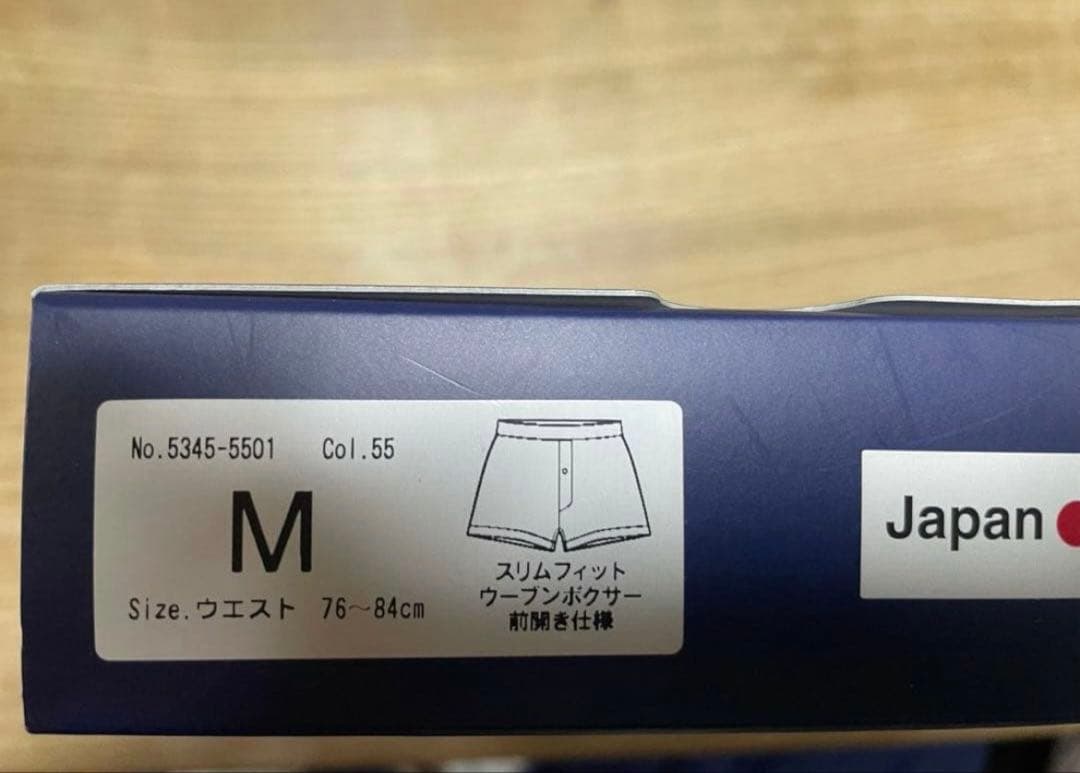 No.5345-5501 Col.55
M
Size.ウエスト 76～84cm
スリムフィット
ウーブンボクサー
前開き仕様
Japan